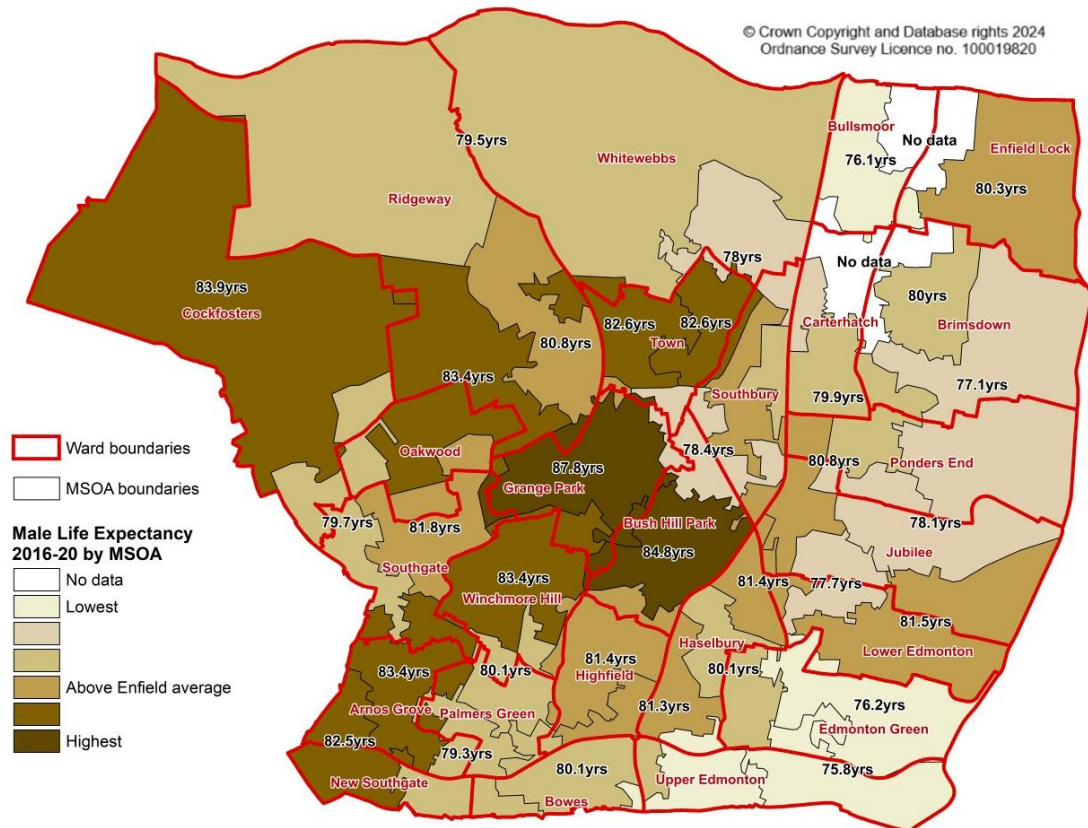 © Crown Copyright and Database rights 2024
Ordnance Survey Licence no. 100019820
Bullsmoor
No data
Enfield Lock
79.5yrs
Whitewebbs
76.1yrs
80.3yrs
Ridgeway
78yrs
No data
83.9yrs
Cockfosters
80yrs
82.6yrs
82.6yrs
Carterhatch
Brimsdown
80.8yrs
Town
83.4yrs
77.1yrs
Southbury
79.9yrs
Ward boundaries
Oakwood
78.4yrs
80.8yrs
Ponders End
MSOA boundaries
87.8yrs
Grange Park
79.7yrs
81.8yrs
Bush Hill Park
78.1yrs
Male Life Expectancy
2016-20 by MSOA
84.8yrs
Jubilee
No data
Southgate
83.4yrs
81.4yrs
77.7yrs
Lowest
Winchmore Hill
81.5yrs
Haselbury
Lower Edmonton
81.4yrs
80.1yrs
80.1yrs
83.4yrs
Highfield
Above Enfield average
Arnos Grove
Palmers Green
81.3yrs
76.2yrs
Edmonton Green
82.5yrs
Highest
79.3yrs
80.1yrs
75.8yrs
New Southgate
Upper Edmonton
Bowes